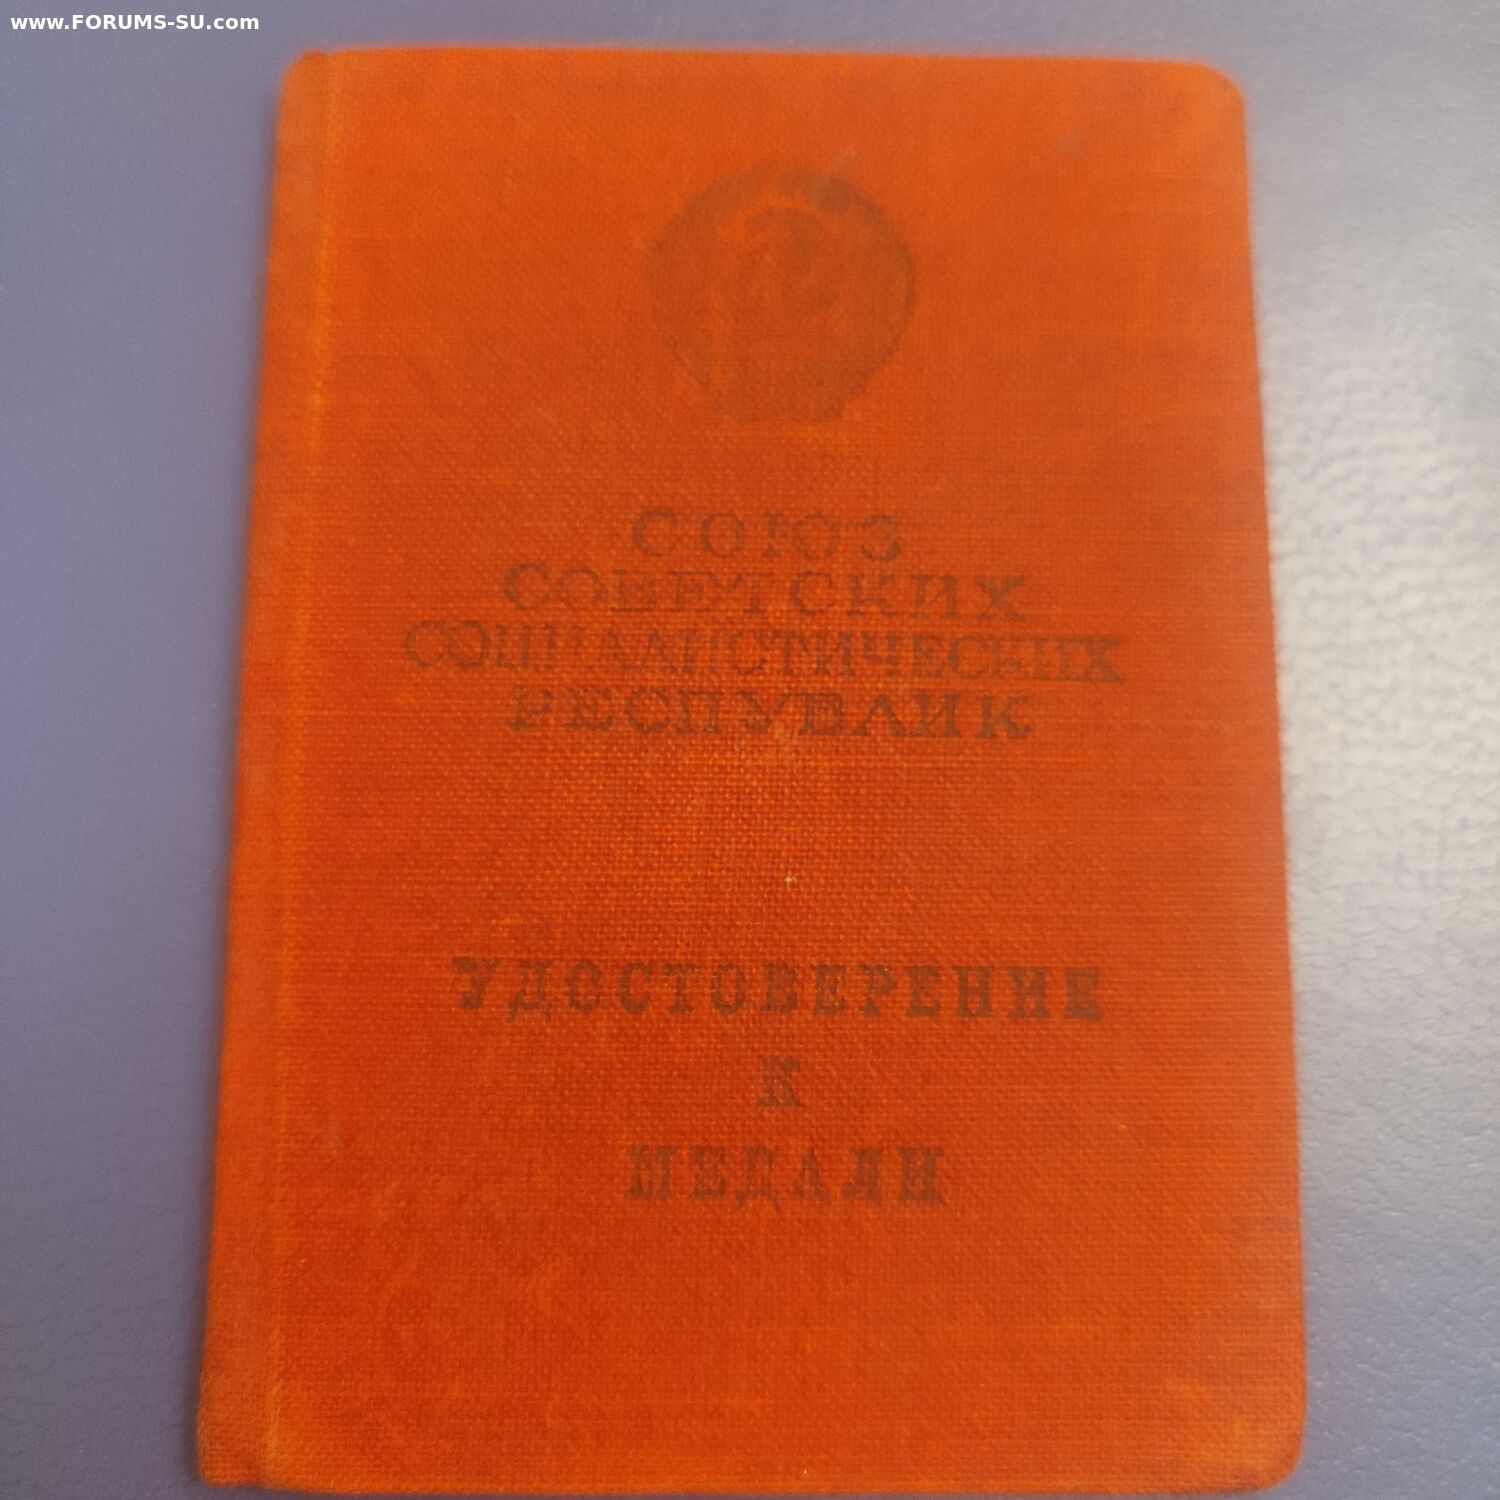 www.FORUMS-SU.com
СОЮЗ
СОВЕТСКИХ
СОЦИАЛИСТИЧЕСКИХ
РЕСПУБЛИК
УДОСТОВЕРЕНИЕ
К
МЕДАЛИ